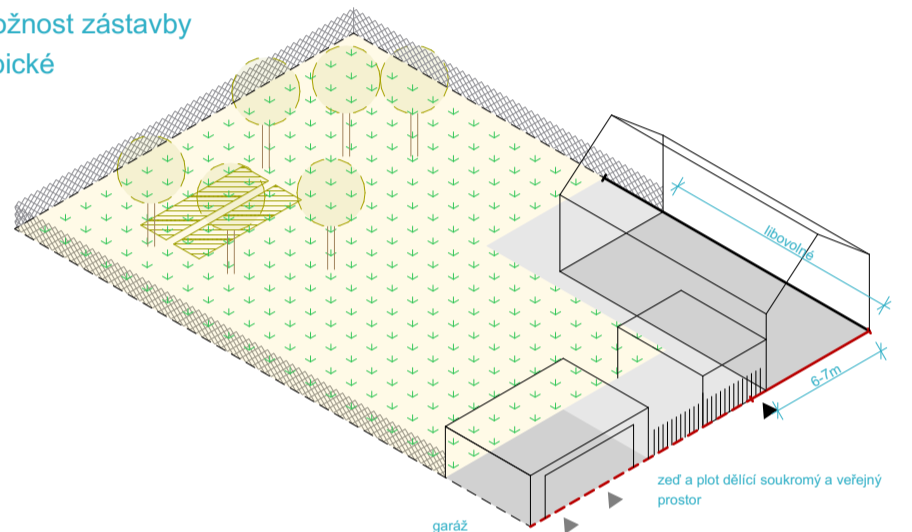 ožnost zástavby
pické
libovolně
6-7m
zeď a plot dělící soukromý a veřejný
prostor
garáž